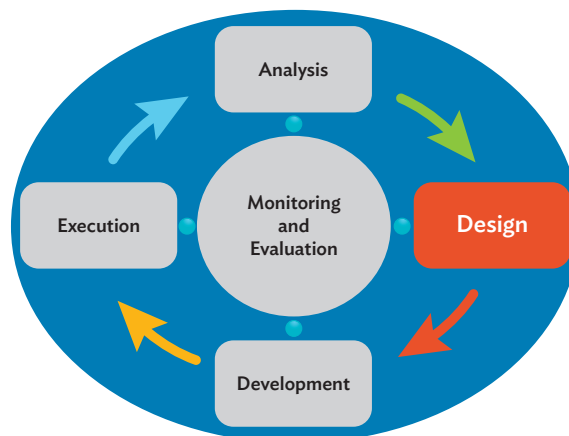 Analysis
Execution
Monitoring
and
Evaluation
Design
Development